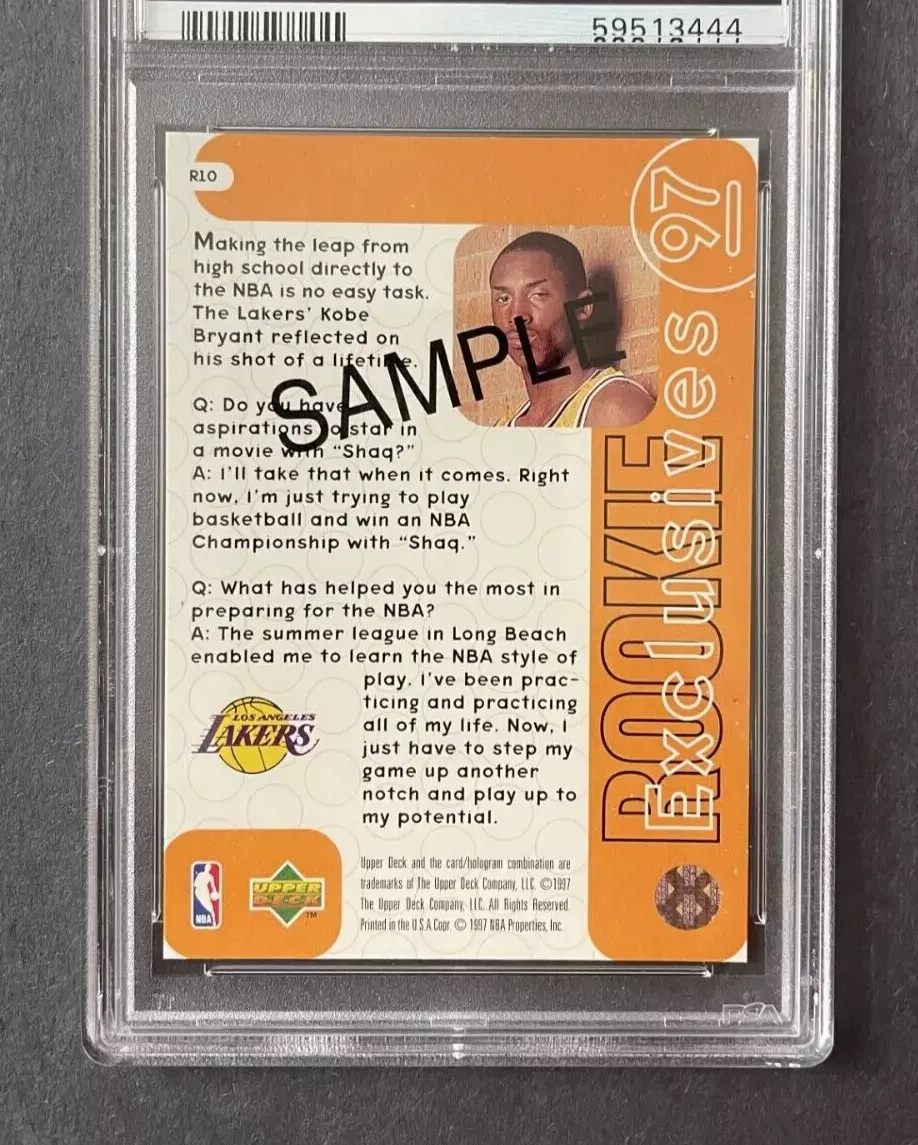 59513444
R10
97
Making the leap from
high school directly to
the NBA is no easy task.
The Lakers' Kobe
Bryant reflected on
his shot of a lifetime.
SAMPLE
Q: Do you have
aspirations to star in
a movie with “Shaq?”
A: I'll take that when it comes. Right
now, I'm just trying to play
basketball and win an NBA
Championship with “Shaq.”
Q: What has helped you the most in
preparing for the NBA?
A: The summer league in Long Beach
enabled me to learn the NBA style of
play. I've been prac-
ticing and practicing
all of my life. Now, I
just have to step my
game up another
notch and play up to
my potential.
ROOKIE
Exclusives
LOS ANGELES
LAKERS
NBA
UPPER
DECK
TM
Upper Deck and the card/hologram combination are
trademarks of The Upper Deck Company, LLC. ©1997
The Upper Deck Company, LLC. All Rights Reserved.
Printed in the U.S.A Copr. © 1997 NBA Properties, Inc.
PSA